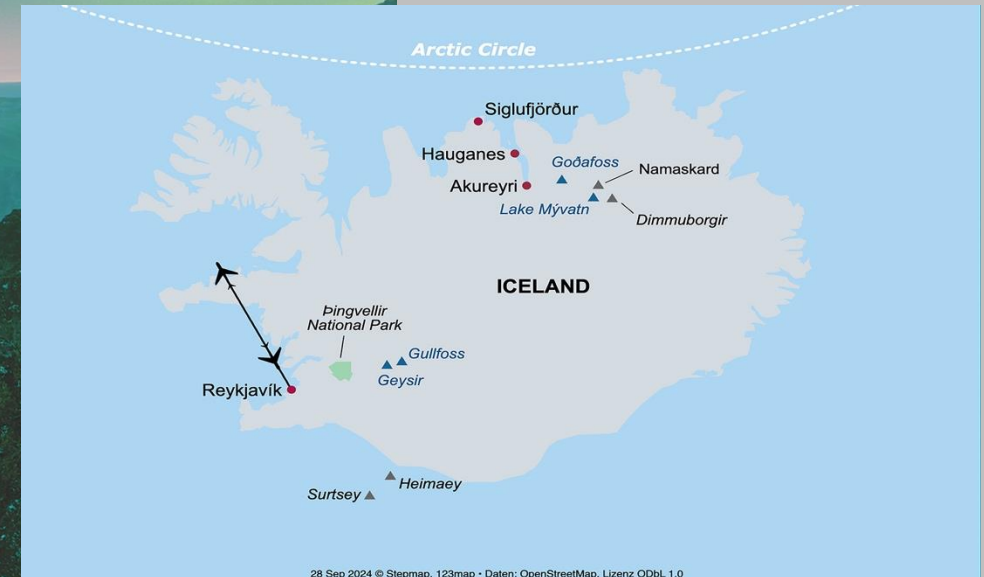 Arctic Circle
Siglufjörður
Hauganes
Goðafoss
Namaskard
Akureyri
Lake Mývatn
Dimmuborgir
ICELAND
Þingvellir
National Park
Gullfoss
Geysir
Reykjavík
Heimaey
Surtsey
28 Sep 2024 © Stepmap, 123map • Daten: OpenStreetMap, Lizenz ODbL 1.0